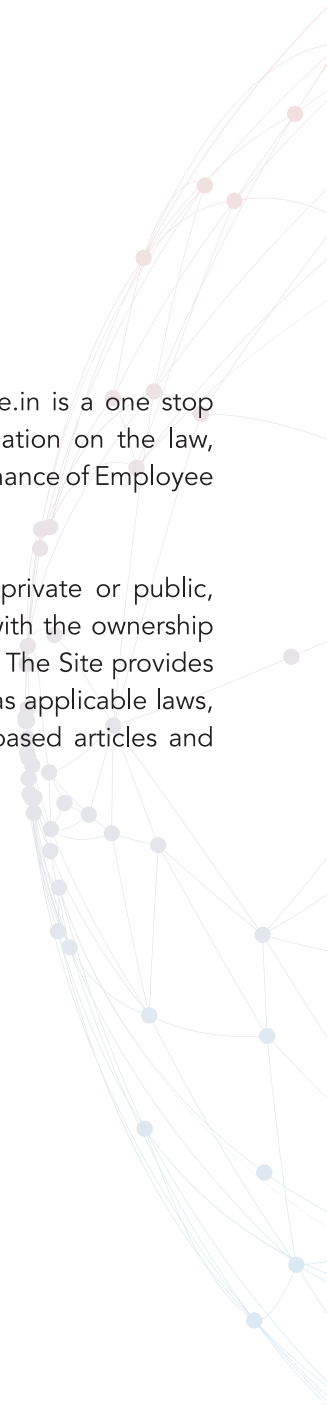 e.in is a one stop
ation on the law,
nance of Employee
private or public,
with the ownership
The Site provides
as applicable laws,
based articles and